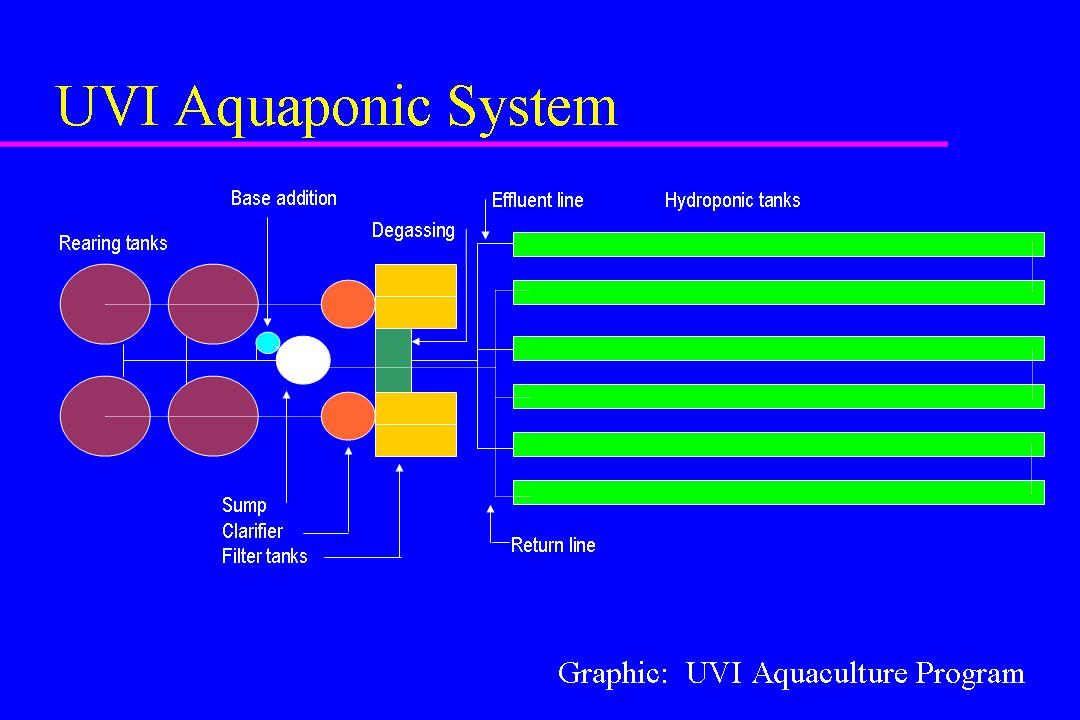 UVI Aquaponic System
Base addition
Effluent line
Hydroponic tanks
Degassing
Rearing tanks
Sump
Clarifier
Filter tanks
Return line
Graphic: UVI Aquaculture Program